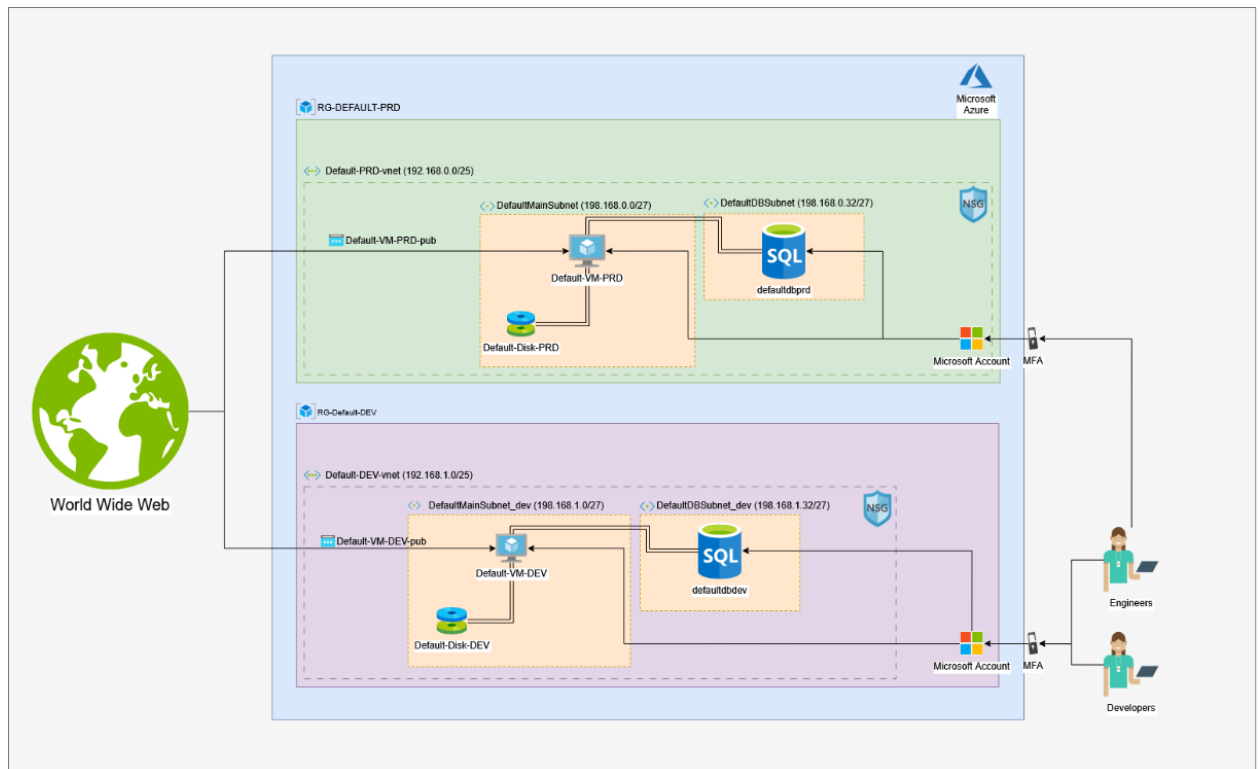 Microsoft
Azure
RG-DEFAULT-PRD
Default-PRD-vnet (192.168.0.0/25)
NSG
DefaultMainSubnet (198.168.0.0/27)
DefaultDBSubnet (198.168.0.32/27)
Default-VM-PRD-pub
SQL
Default-VM-PRD
defaultdbprd
Default-Disk-PRD
Microsoft Account
MFA
World Wide Web
RG-Default-DEV
Default-DEV-vnet (192.168.1.0/25)
NSG
DefaultMainSubnet_dev (198.168.1.0/27)
DefaultDBSubnet_dev (198.168.1.32/27)
Default-VM-DEV-pub
SQL
Default-VM-DEV
defaultdbdev
Default-Disk-DEV
Microsoft Account
MFA
Engineers
Developers